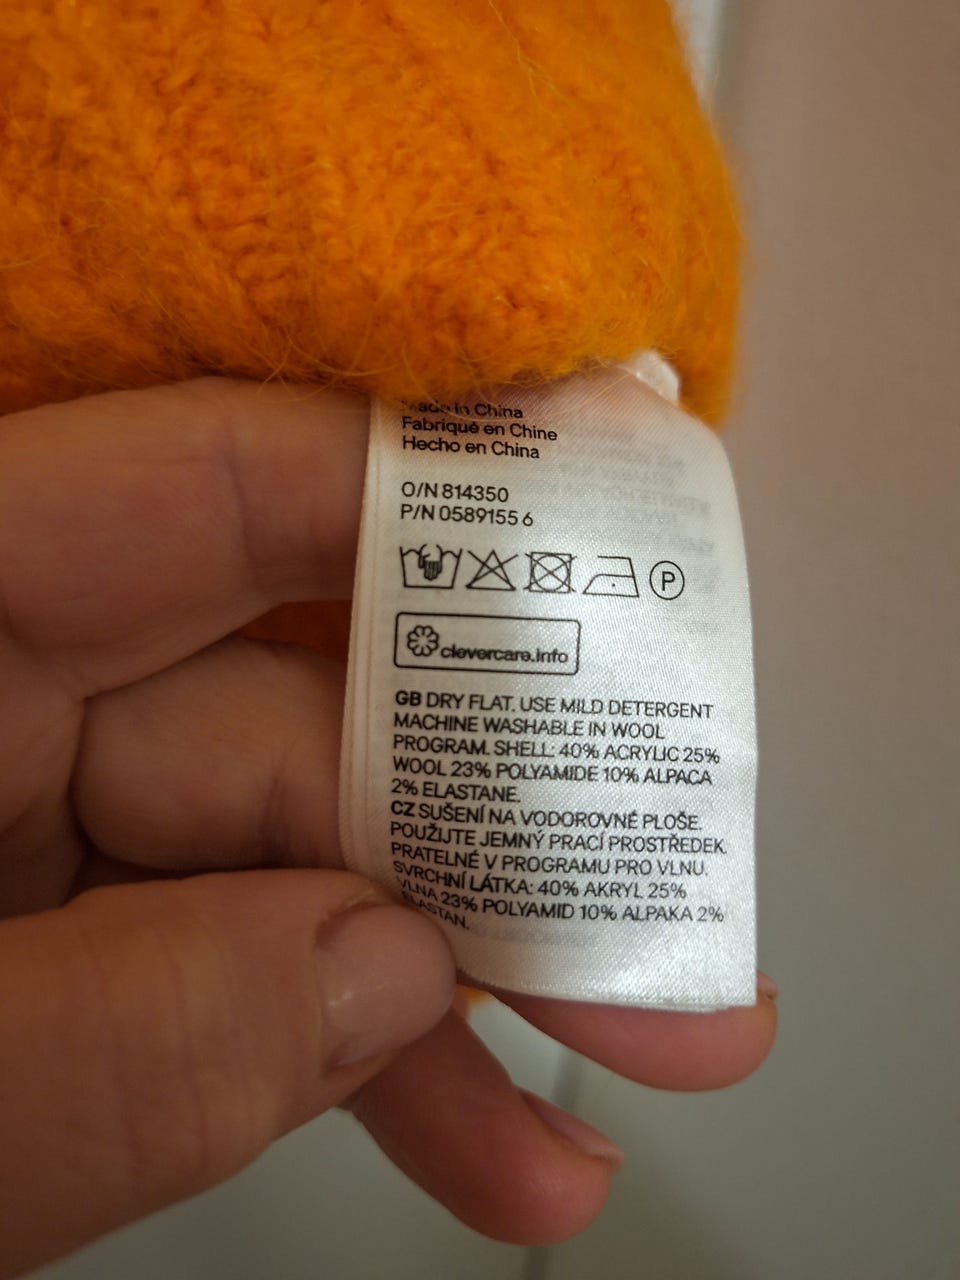 Made in China
Fabriqué en Chine
Hecho en China
O/N 814350
P/N 0589155 6
P
clevercare.info
GB DRY FLAT. USE MILD DETERGENT
MACHINE WASHABLE IN WOOL
PROGRAM. SHELL: 40% ACRYLIC 25%
WOOL 23% POLYAMIDE 10% ALPACA
2% ELASTANE.
CZ SUŠENÍ NA VODOROVNÉ PLOŠE.
POUŽIJTE JEMNÝ PRACÍ PROSTŘEDEK.
PRATELNÉ V PROGRAMU PRO VLNU.
SVRCHNÍ LÁTKA: 40% AKRYL 25%
VLNA 23% POLYAMID 10% ALPAKA 2%
ELASTAN.